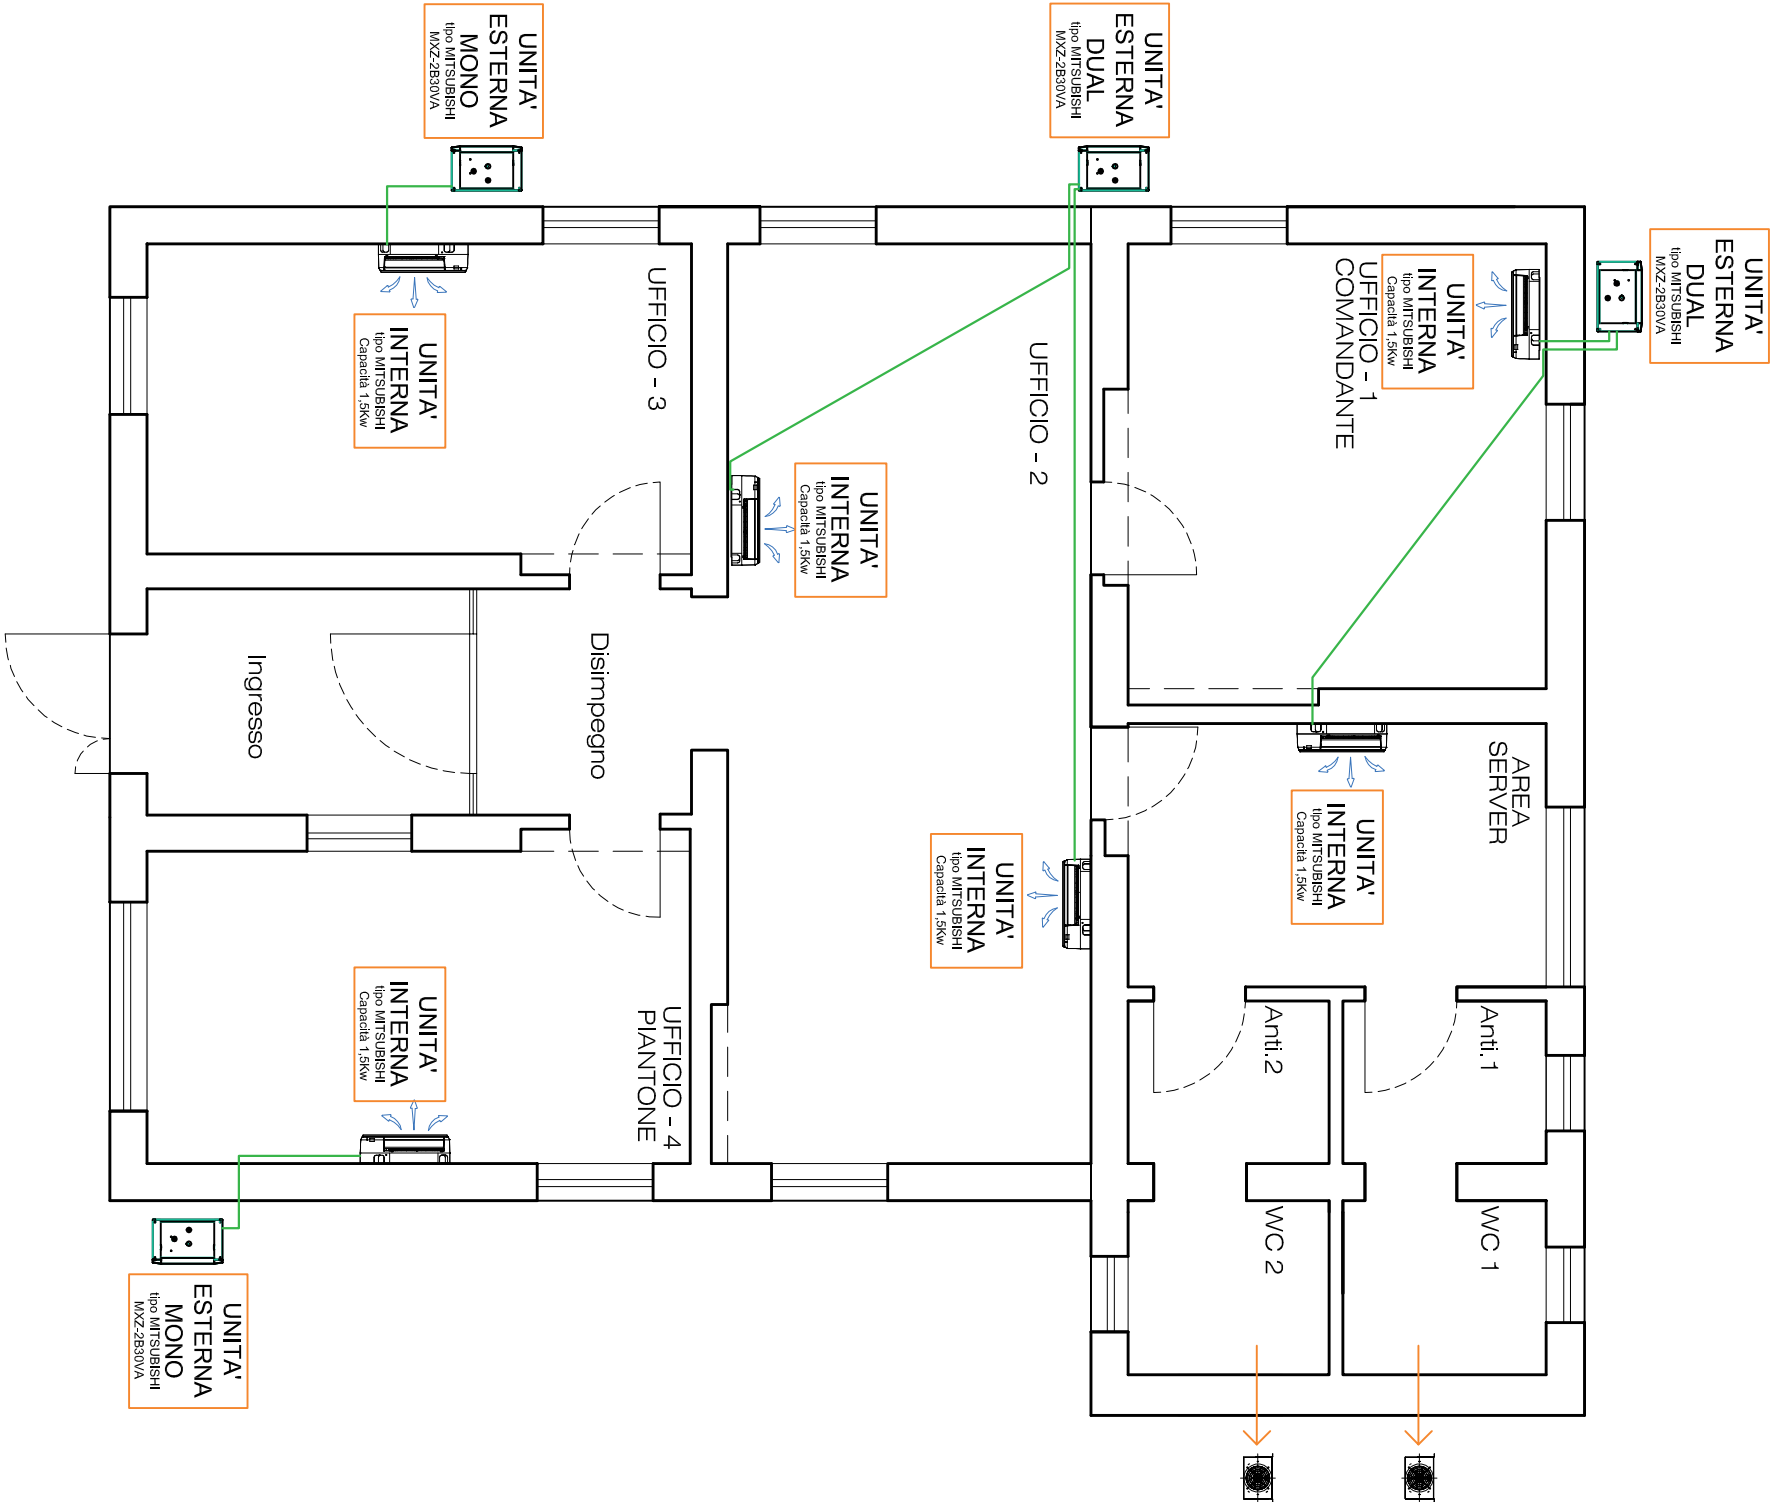 UNITA'
ESTERNA
DUAL
tipo MITSUBISHI
MXZ-2B30VA
UNITA'
INTERNA
tipo MITSUBISHI
Capacità 1,5Kw
UFFICIO - 1
COMANDANTE
AREA
SERVER
UNITA'
INTERNA
tipo MITSUBISHI
Capacità 1,5Kw
Anti.1
WC 1
Anti.2
WC 2
UNITA'
ESTERNA
DUAL
tipo MITSUBISHI
MXZ-2B30VA
UFFICIO - 2
UNITA'
INTERNA
tipo MITSUBISHI
Capacità 1,5Kw
UNITA'
INTERNA
tipo MITSUBISHI
Capacità 1,5Kw
UNITA'
ESTERNA
MONO
tipo MITSUBISHI
MXZ-2B30VA
UFFICIO - 3
UNITA'
INTERNA
tipo MITSUBISHI
Capacità 1,5Kw
Disimpegno
Ingresso
UFFICIO - 4
PIANTONE
UNITA'
INTERNA
tipo MITSUBISHI
Capacità 1,5Kw
UNITA'
ESTERNA
MONO
tipo MITSUBISHI
MXZ-2B30VA